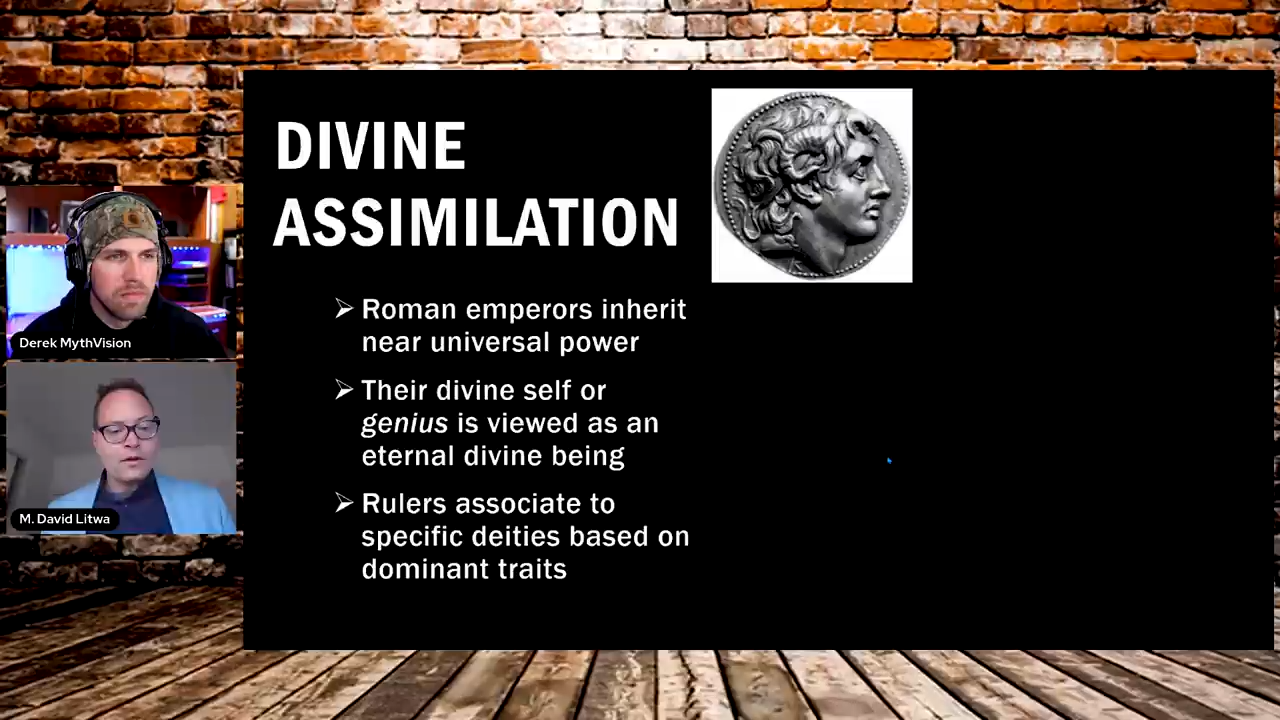 DIVINE
ASSIMILATION
Roman emperors inherit
near universal power
Their divine self or
genius is viewed as an
eternal divine being
Rulers associate to
specific deities based on
dominant traits
Derek MythVision
M. David Litwa